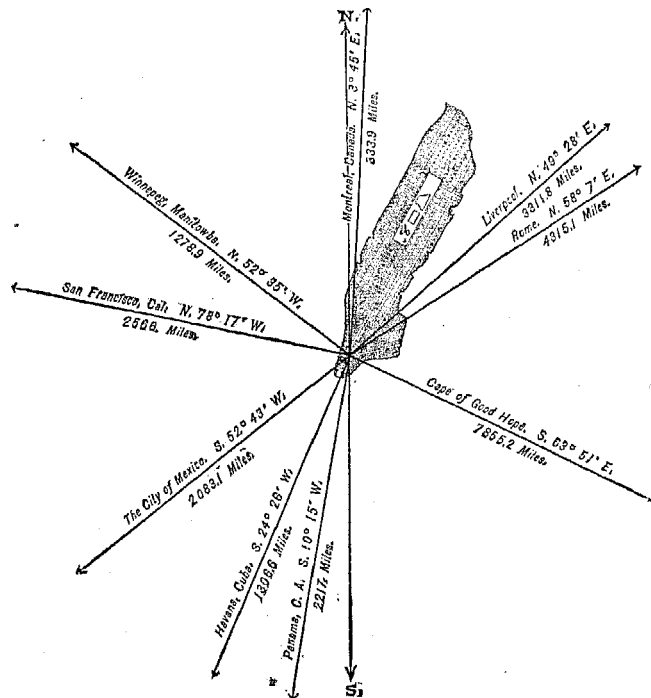 N.
Montreal, Canada. N. 3° 45' E.
333.9 Miles.
Liverpool. N. 49° 28' E.
3311.8 Miles.
Rome. N. 58° 7' E.
4315.1 Miles.
Winnepeg, Manitowba. N. 52° 35' W.
1278.9 Miles.
San Francisco, Cal. N. 78° 17' W.
2566. Miles.
Cape of Good Hope. S. 63° 51' E.
7855.2 Miles.
The City of Mexico. S. 52° 43' W.
2083.1 Miles.
Havana, Cuba. S. 24° 26' W.
1306.6 Miles.
Panama, C. A. S. 10° 15' W.
2217. Miles.
S.